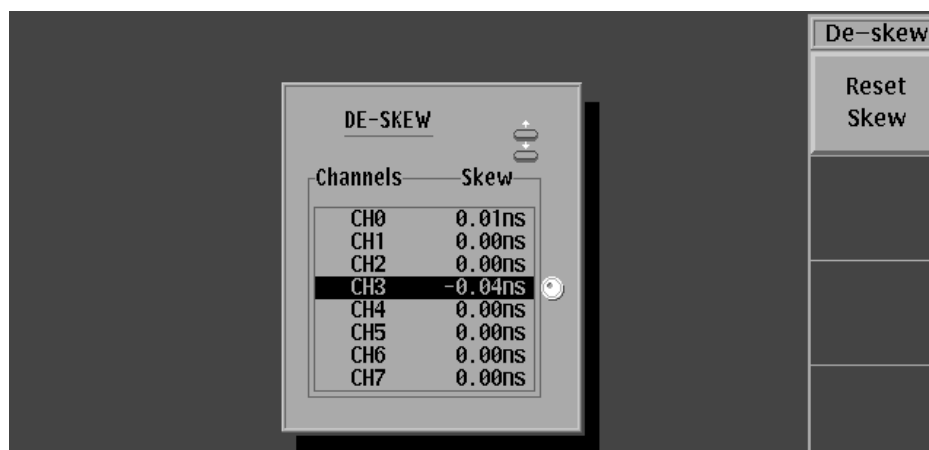 De-skew
Reset
Skew
DE-SKEW
Channels Skew
CH0 0.01ns
CH1 0.00ns
CH2 0.00ns
CH3 -0.04ns
CH4 0.00ns
CH5 0.00ns
CH6 0.00ns
CH7 0.00ns